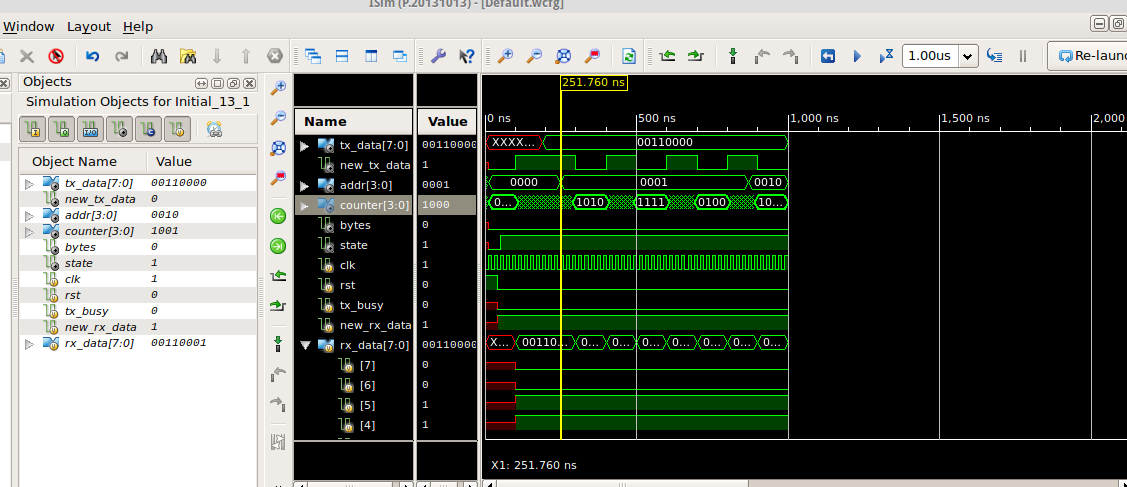 ISim (P.20131013) - [Default.wcfg]
Window Layout Help
1.00us Re-laun
Objects
Simulation Objects for Initial_13_1
Object Name Value
tx_data[7:0] 00110000
new_tx_data 0
addr[3:0] 0010
counter[3:0] 1001
bytes 0
state 1
clk 1
rst 0
tx_busy 0
new_rx_data 1
rx_data[7:0] 00110001
Name Value
tx_data[7:0] 00110000
new_tx_data 1
addr[3:0] 0001
counter[3:0] 1000
bytes 0
state 1
clk 1
rst 0
tx_busy 0
new_rx_data 1
rx_data[7:0] 00110000
[7] 0
[6] 0
[5] 1
[4] 1
251.760 ns
0 ns 500 ns 1,000 ns 1,500 ns 2,000
XXXX... 00110000
0000 0001 0010
0... 1010 1111 0100 10...
X... 00110... 0... 0... 0... 0... 0... 0... 0...
X1: 251.760 ns